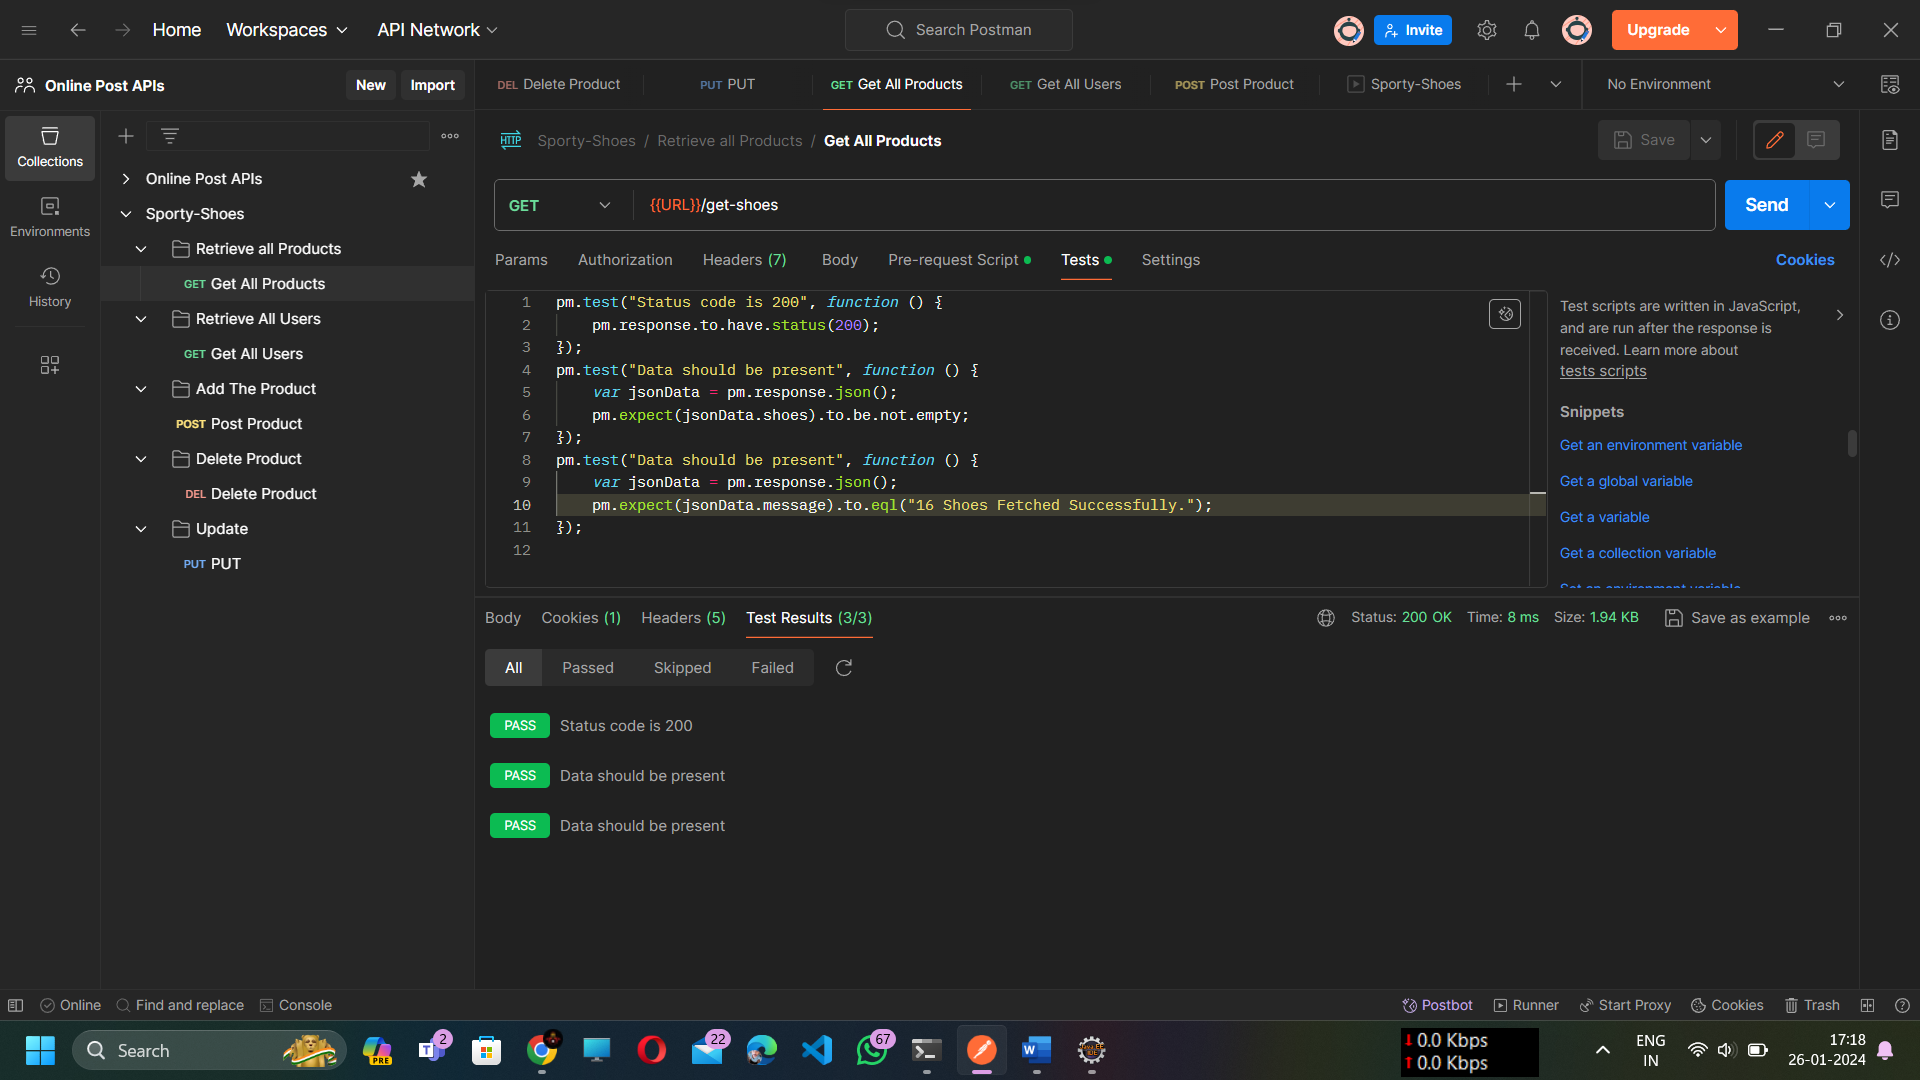 Home Workspaces API Network Search Postman Invite Upgrade
Online Post APIs New Import
DEL Delete Product PUT PUT GET Get All Products GET Get All Users POST Post Product Sporty-Shoes No Environment
Collections
Environments
History
Online Post APIs
Sporty-Shoes
Retrieve all Products
GET Get All Products
Retrieve All Users
GET Get All Users
Add The Product
POST Post Product
Delete Product
DEL Delete Product
Update
PUT PUT
HTTP Sporty-Shoes / Retrieve all Products / Get All Products Save
GET {{URL}}/get-shoes Send
Params Authorization Headers (7) Body Pre-request Script Tests Settings Cookies
1 pm.test("Status code is 200", function () {
2 pm.response.to.have.status(200);
3 });
4 pm.test("Data should be present", function () {
5 var jsonData = pm.response.json();
6 pm.expect(jsonData.shoes).to.be.not.empty;
7 });
8 pm.test("Data should be present", function () {
9 var jsonData = pm.response.json();
10 pm.expect(jsonData.message).to.eql("16 Shoes Fetched Successfully.");
11 });
12
Test scripts are written in JavaScript,
and are run after the response is
received. Learn more about
tests scripts
Snippets
Get an environment variable
Get a global variable
Get a variable
Get a collection variable
Set an environment variable
Body Cookies (1) Headers (5) Test Results (3/3) Status: 200 OK Time: 8 ms Size: 1.94 KB Save as example
All Passed Skipped Failed
PASS Status code is 200
PASS Data should be present
PASS Data should be present
Online Find and replace Console Postbot Runner Start Proxy Cookies Trash
Search PRE 2 22 67
0.0 Kbps
0.0 Kbps
ENG
IN
17:18
26-01-2024